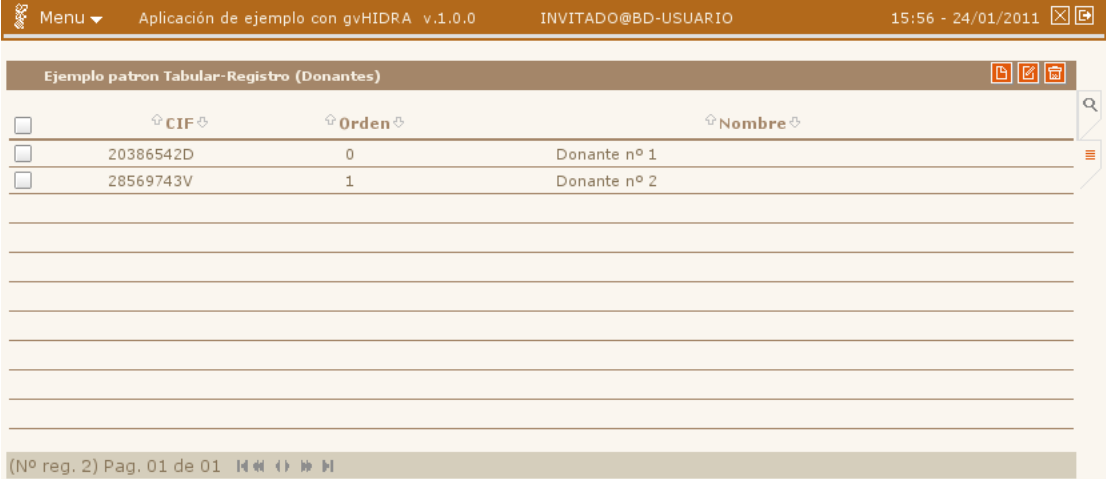 Menu Aplicación de ejemplo con gvHIDRA v.1.0.0 INVITADO@BD-USUARIO 15:56 - 24/01/2011
Ejemplo patron Tabular-Registro (Donantes)
CIF Orden Nombre
20386542D 0 Donante nº 1
28569743V 1 Donante nº 2
(Nº reg. 2) Pag. 01 de 01